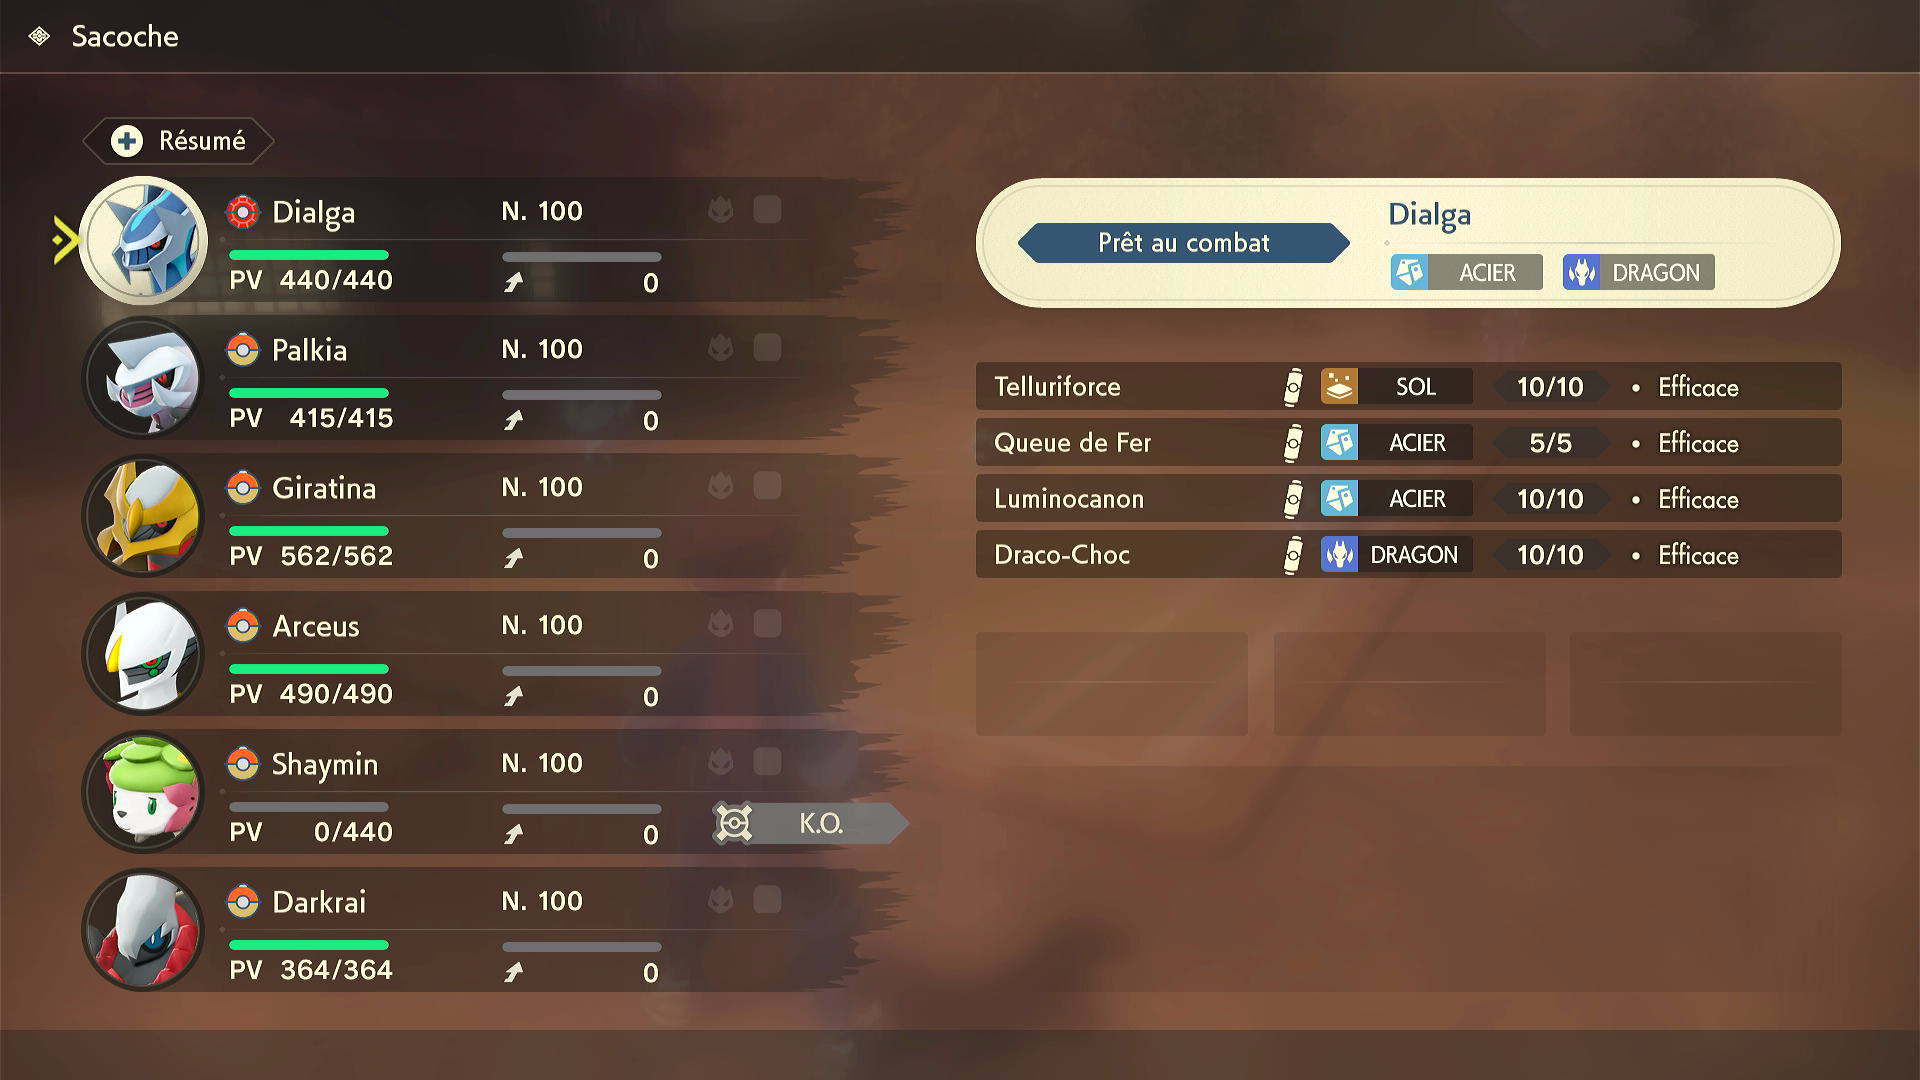 Sacoche
Résumé
Dialga N. 100
PV 440/440 0
Palkia N. 100
PV 415/415 0
Giratina N. 100
PV 562/562 0
Arceus N. 100
PV 490/490 0
Shaymin N. 100
PV 0/440 0 K.O.
Darkrai N. 100
PV 364/364 0
Dialga
Prêt au combat
ACIER DRAGON
Telluriforce SOL 10/10 • Efficace
Queue de Fer ACIER 5/5 • Efficace
Luminocanon ACIER 10/10 • Efficace
Draco-Choc DRAGON 10/10 • Efficace